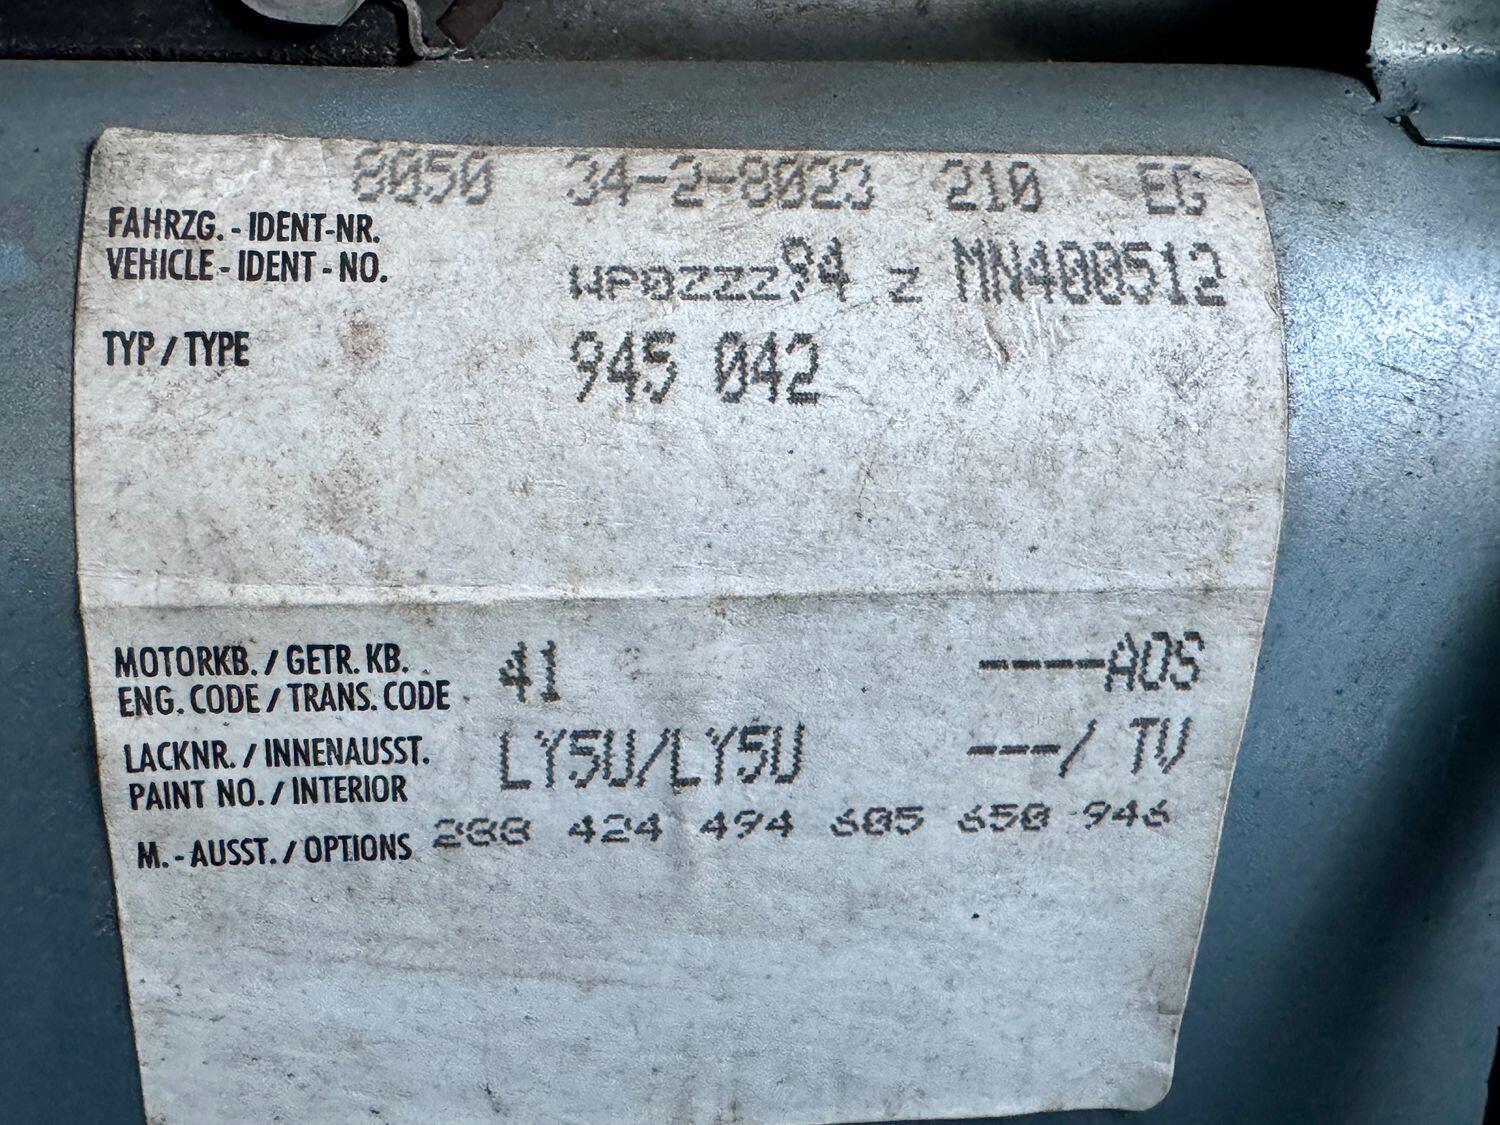 8050 34-2-8023 210 EG
FAHRZG.-IDENT-NR.
VEHICLE-IDENT-NO. WP0ZZZ94 Z MN400512
TYP/TYPE 945 042
MOTORKB./GETR.KB. 41 ----AOS
ENG.CODE/TRANS.CODE
LACKNR./INNENAUSST. LY5U/LY5U ---/ TV
PAINT NO./INTERIOR
M.-AUSST./OPTIONS 288 424 494 605 650 946